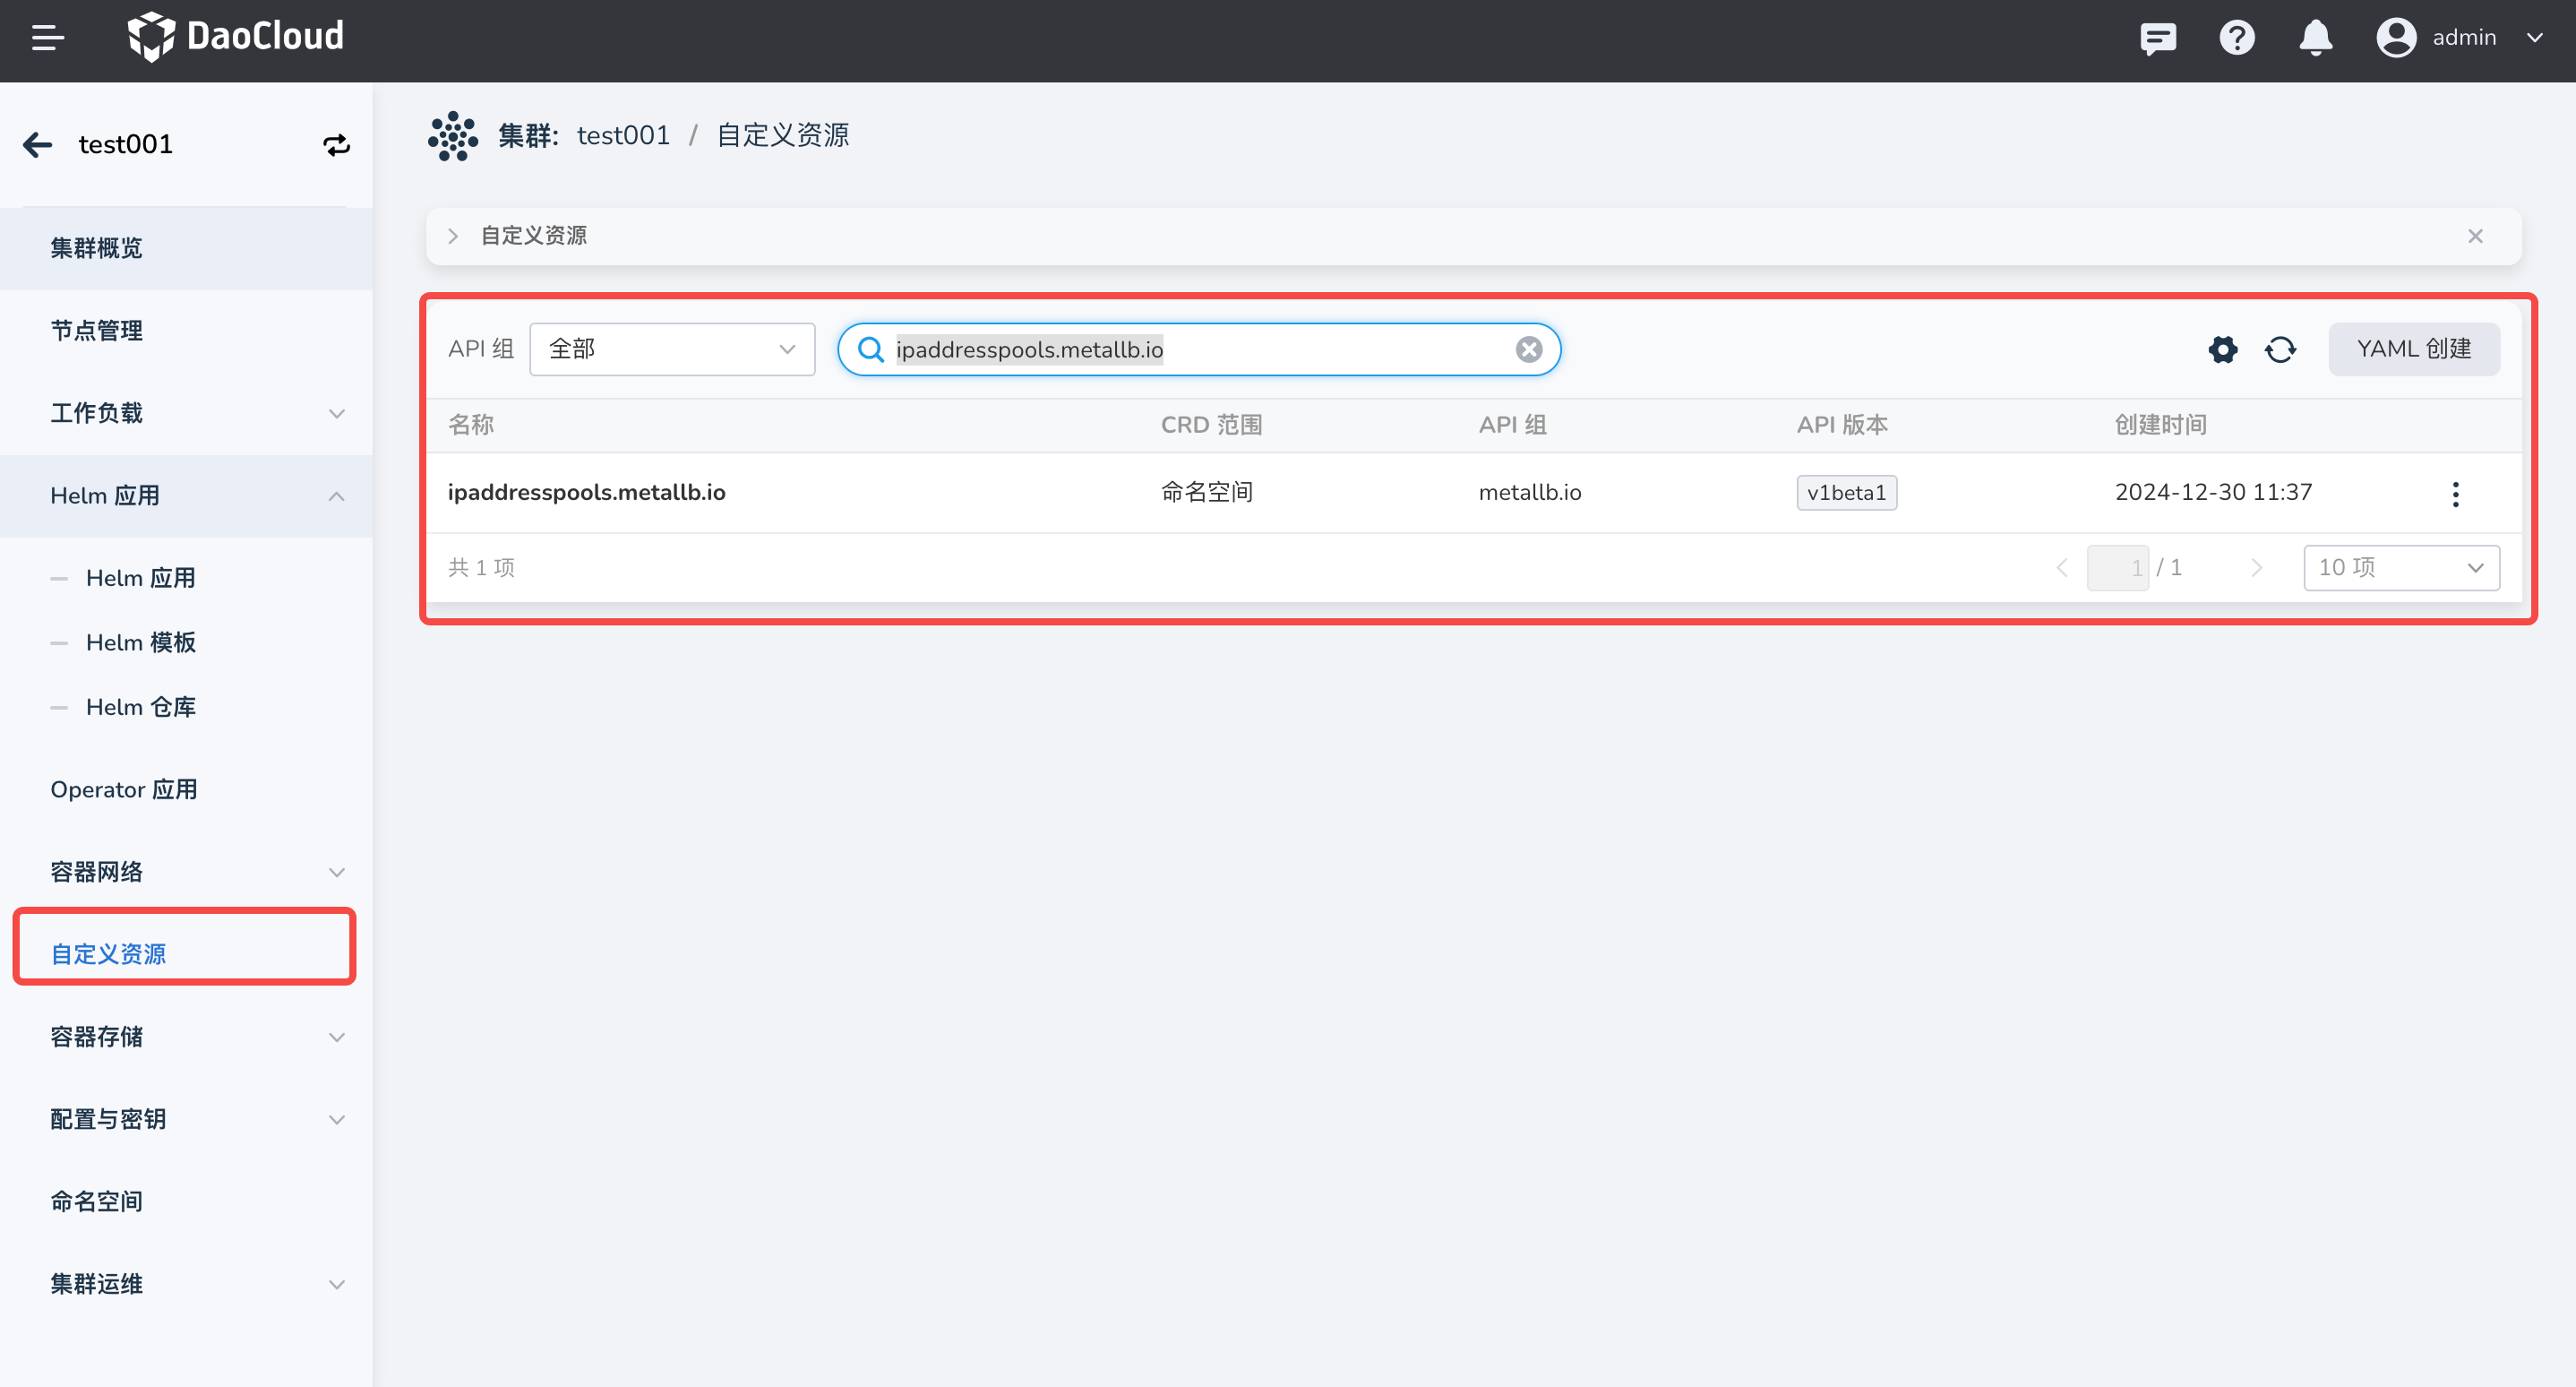 DaoCloud
admin
test001
集群概览
节点管理
工作负载
Helm 应用
Helm 应用
Helm 模板
Helm 仓库
Operator 应用
容器网络
自定义资源
容器存储
配置与密钥
命名空间
集群运维
集群: test001 / 自定义资源
自定义资源
API 组 全部 ipaddresspools.metallb.io YAML 创建
名称 CRD 范围 API 组 API 版本 创建时间
ipaddresspools.metallb.io 命名空间 metallb.io v1beta1 2024-12-30 11:37
共 1 项 1 / 1 10 项